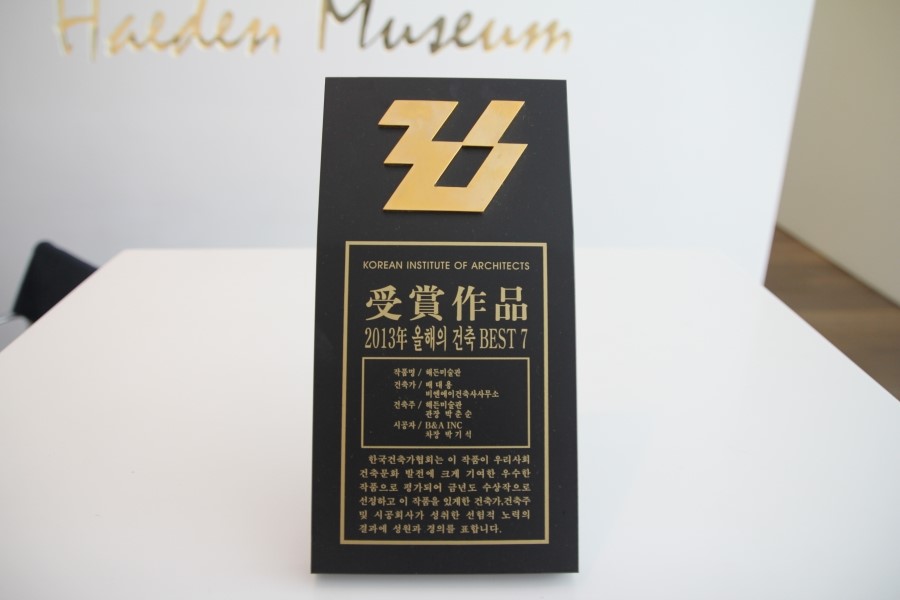 Haeden Museum
KOREAN INSTITUTE OF ARCHITECTS
受賞作品
2013年 올해의 건축 BEST 7
작품명 / 해든미술관
건축가 / 배 대 용
비앤에이건축사사무소
건축주 / 해든미술관
관장 박 춘 순
시공자 / B&A INC
차장 박 기 석
한국건축가협회는 이 작품이 우리사회
건축문화 발전에 크게 기여한 우수한
작품으로 평가되어 금년도 수상작으로
선정하고 이 작품을 있게한 건축가,건축주
및 시공회사가 성취한 선험적 노력의
결과에 성원과 경의를 표합니다.